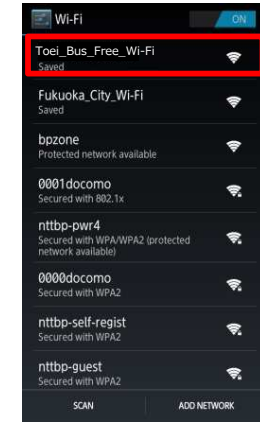 Wi-Fi
ON
Toei_Bus_Free_Wi-Fi
Saved
Fukuoka_City_Wi-Fi
Saved
bpzone
Protected network available
0001docomo
Secured with 802.1x
nttbp-pwr4
Secured with WPA/WPA2 (protected
network available)
0000docomo
Secured with WPA2
nttbp-self-regist
Secured with WPA2
nttbp-guest
Secured with WPA2
SCAN
ADD NETWORK